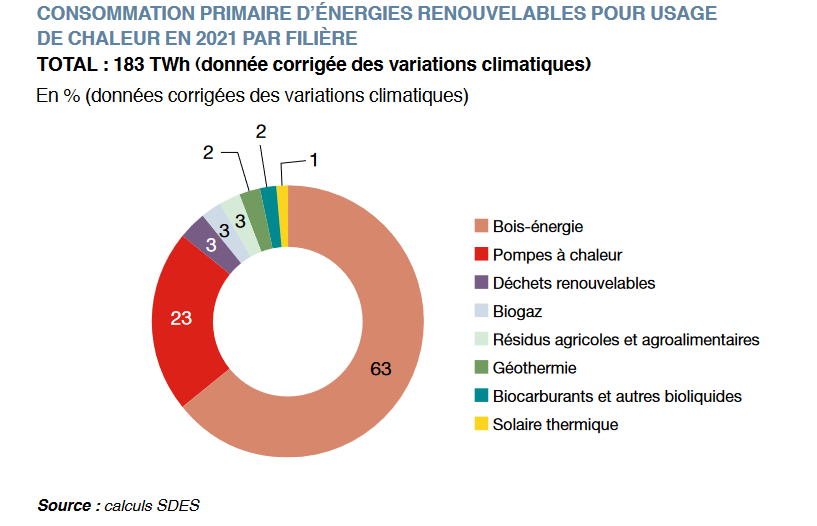 CONSOMMATION PRIMAIRE D’ÉNERGIES RENOUVELABLES POUR USAGE
DE CHALEUR EN 2021 PAR FILIÈRE
TOTAL : 183 TWh (donnée corrigée des variations climatiques)
En % (données corrigées des variations climatiques)
2
2
1
3
3
3
23
63
Bois-énergie
Pompes à chaleur
Déchets renouvelables
Biogaz
Résidus agricoles et agroalimentaires
Géothermie
Biocarburants et autres bioliquides
Solaire thermique
Source : calculs SDES